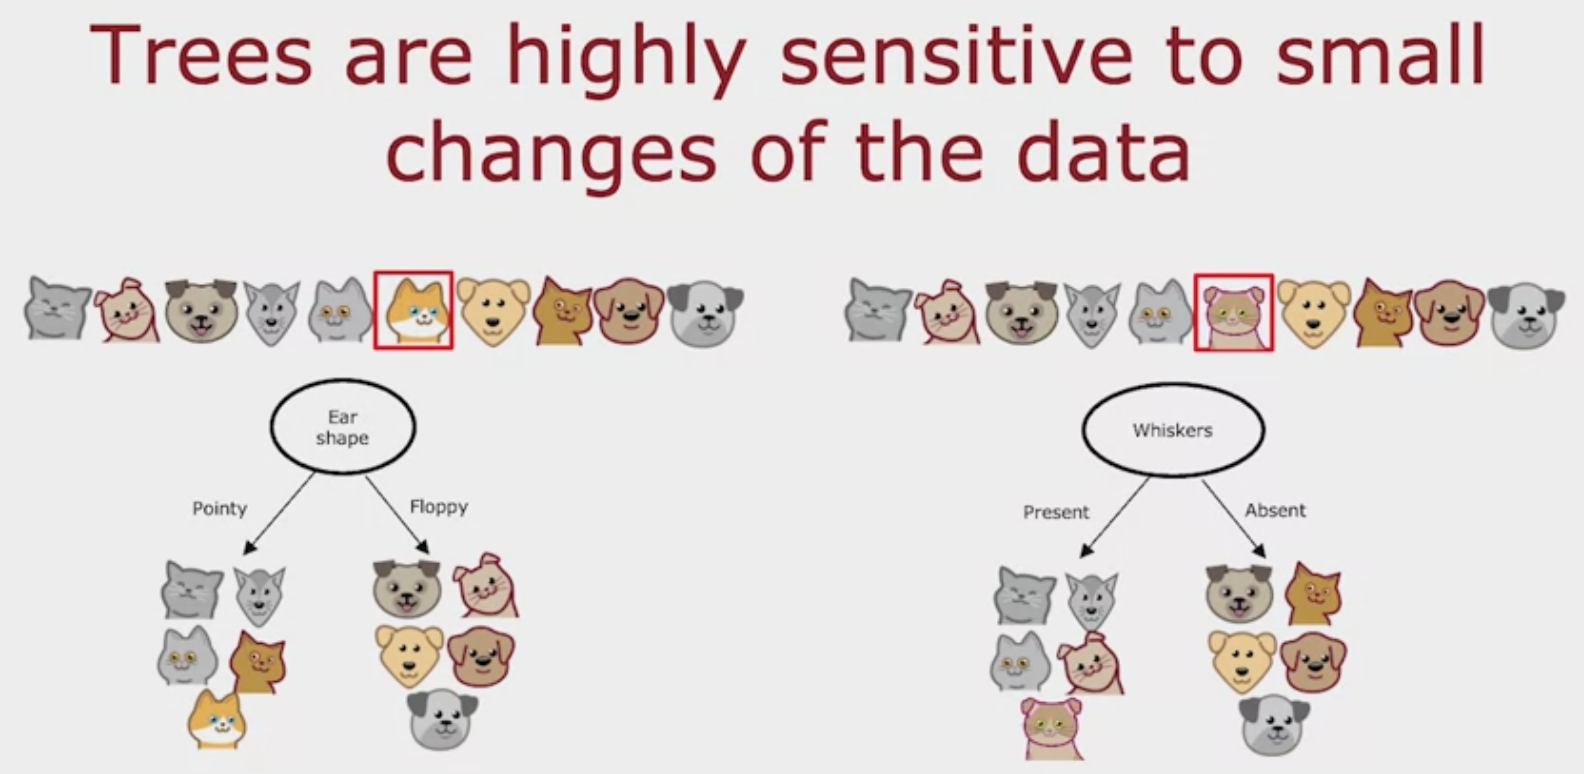 Trees are highly sensitive to small
changes of the data
Ear
shape
Pointy
Floppy
Whiskers
Present
Absent